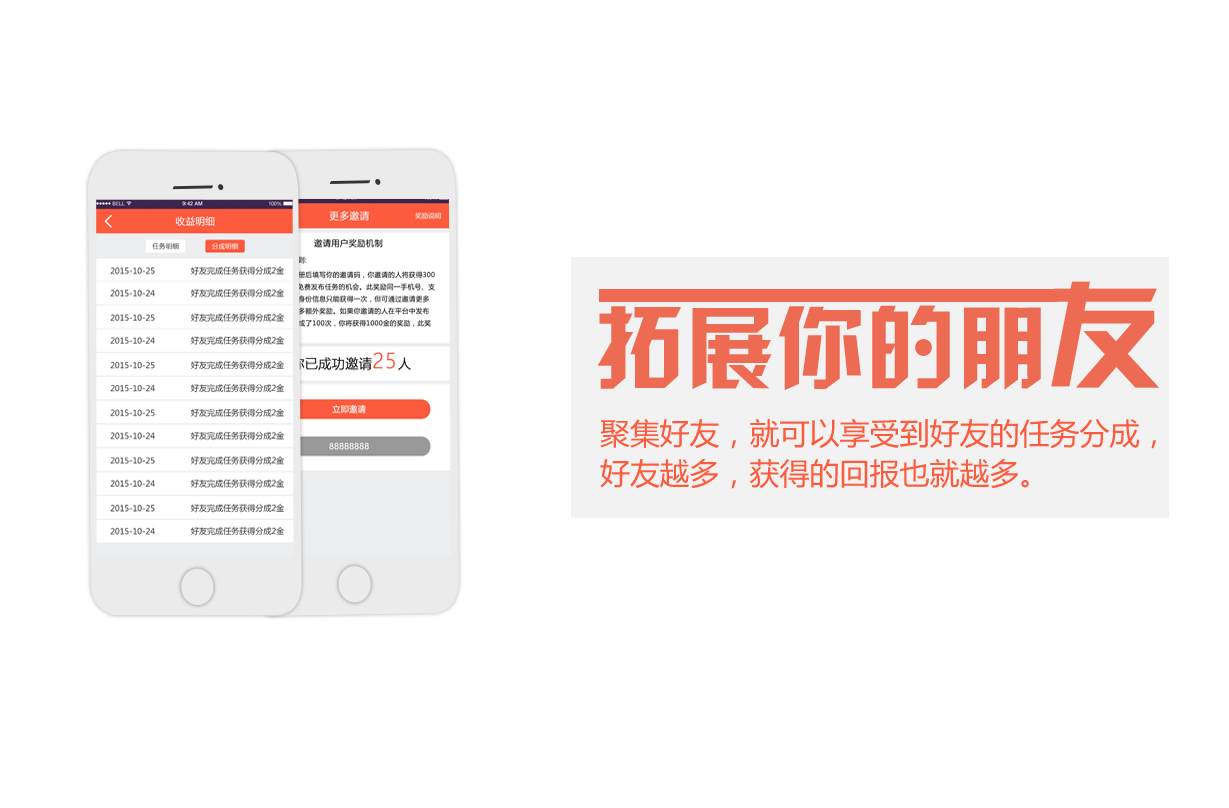 BELL
9:42 AM
100%
收益明细
任务明细
分成明细
2015-10-25 好友完成任务获得分成2金
2015-10-24 好友完成任务获得分成2金
2015-10-25 好友完成任务获得分成2金
2015-10-24 好友完成任务获得分成2金
2015-10-25 好友完成任务获得分成2金
2015-10-24 好友完成任务获得分成2金
2015-10-25 好友完成任务获得分成2金
2015-10-24 好友完成任务获得分成2金
2015-10-25 好友完成任务获得分成2金
2015-10-24 好友完成任务获得分成2金
2015-10-25 好友完成任务获得分成2金
2015-10-24 好友完成任务获得分成2金
更多邀请
奖励说明
邀请用户奖励机制
则:
册后填写你的邀请码，你邀请的人将获得300
免费发布任务的机会。此奖励同一手机号、支
身份信息只能获得一次，但可通过邀请更多
多额外奖励。如果你邀请的人在平台中发布
成了100次，你将获得1000金的奖励，此奖
你已成功邀请25人
立即邀请
88888888
拓展你的朋友
聚集好友，就可以享受到好友的任务分成，
好友越多，获得的回报也就越多。